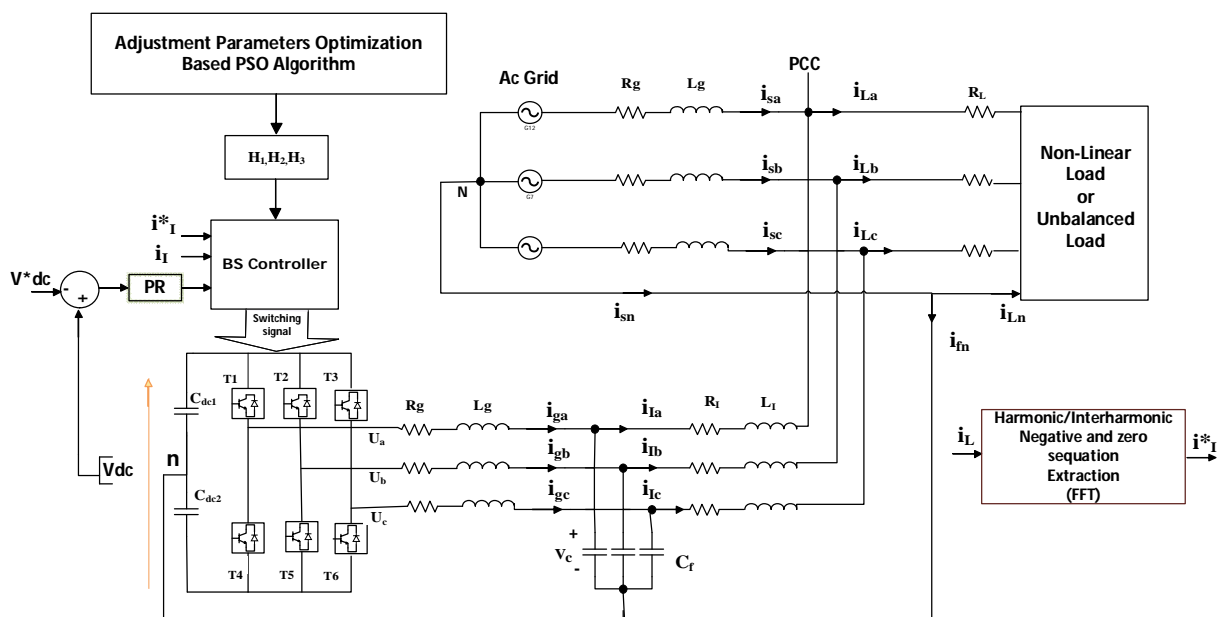 Adjustment Parameters Optimization
Based PSO Algorithm
H1,H2,H3
i*I
iI
BS Controller
V*dc
-
+
PR
Switching
signal
Vdc
Ac Grid
Rg
Lg
isa
PCC
iLa
RL
G12
N
isb
iLb
G7
isc
iLc
Non-Linear
Load
or
Unbalanced
Load
isn
iLn
ifn
Cdc1
n
Cdc2
T1
T2
T3
T4
T5
T6
Ua
Ub
Uc
Rg
Lg
iga
igb
igc
iIa
iIb
iIc
RI
LI
+
Vc
-
Cf
iL
Harmonic/Interharmonic
Negative and zero
sequation
Extraction
(FFT)
i*I